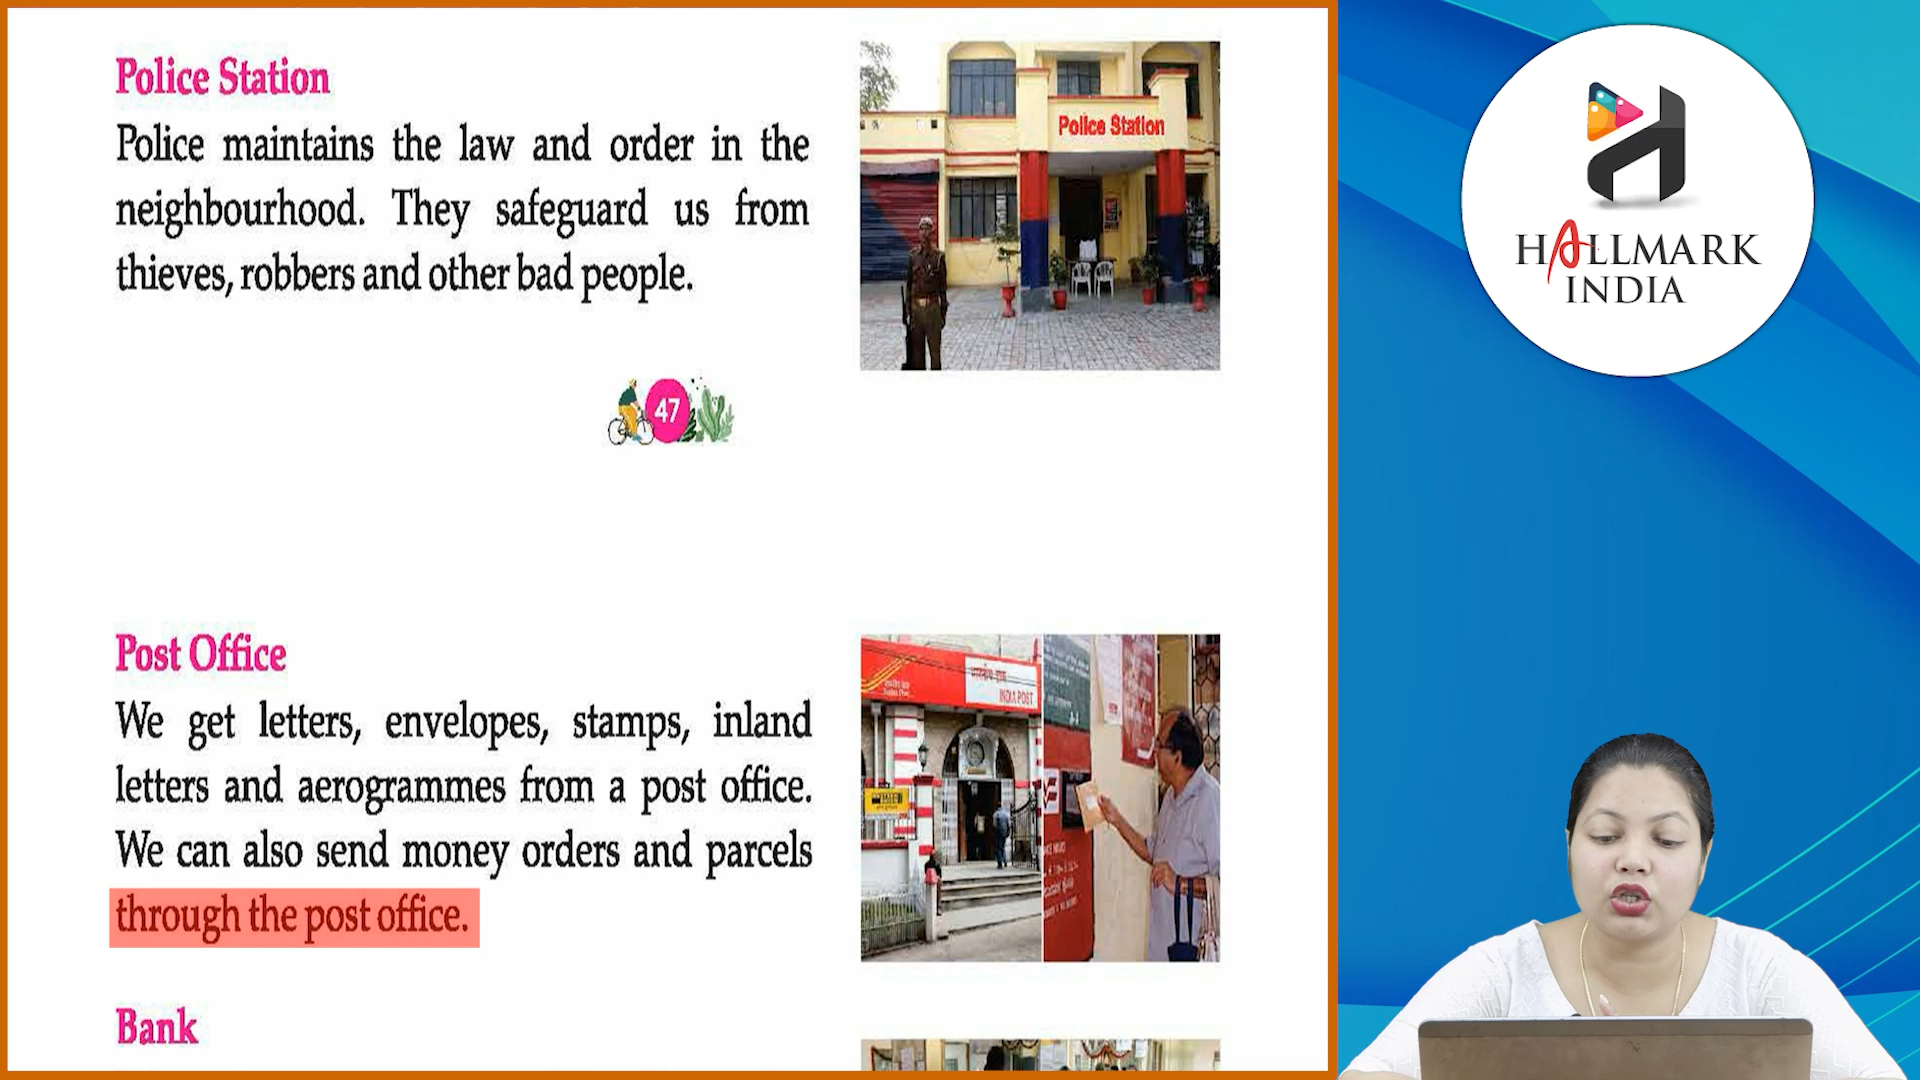 Police Station
Police maintains the law and order in the
neighbourhood. They safeguard us from
thieves, robbers and other bad people.
Police Station
47
Post Office
We get letters, envelopes, stamps, inland
letters and aerogrammes from a post office.
We can also send money orders and parcels
through the post office.
INDIA POST
Bank
HALLMARK
INDIA